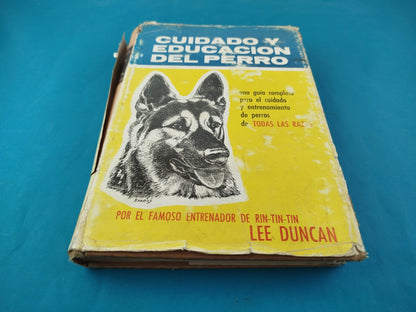 CUIDADO Y
EDUCACION
DEL PERRO
una guía completa
para el cuidado
y entrenamiento
de perros
de TODAS LAS
POR EL FAMOSO ENTRENADOR DE RIN-TIN-TIN
LEE DUNCAN